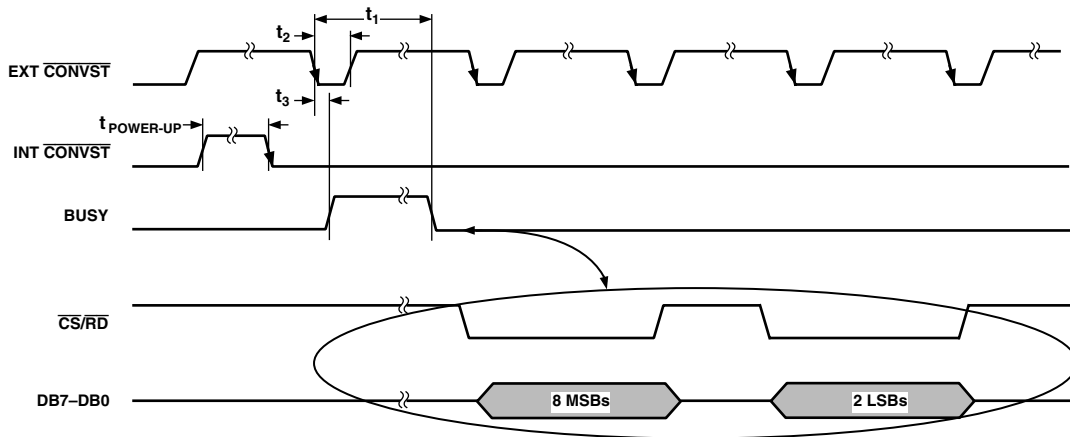 t1
t2
EXT CONVST
t3
tPOWER-UP
INT CONVST
BUSY
CS/RD
DB7–DB0
8 MSBs
2 LSBs